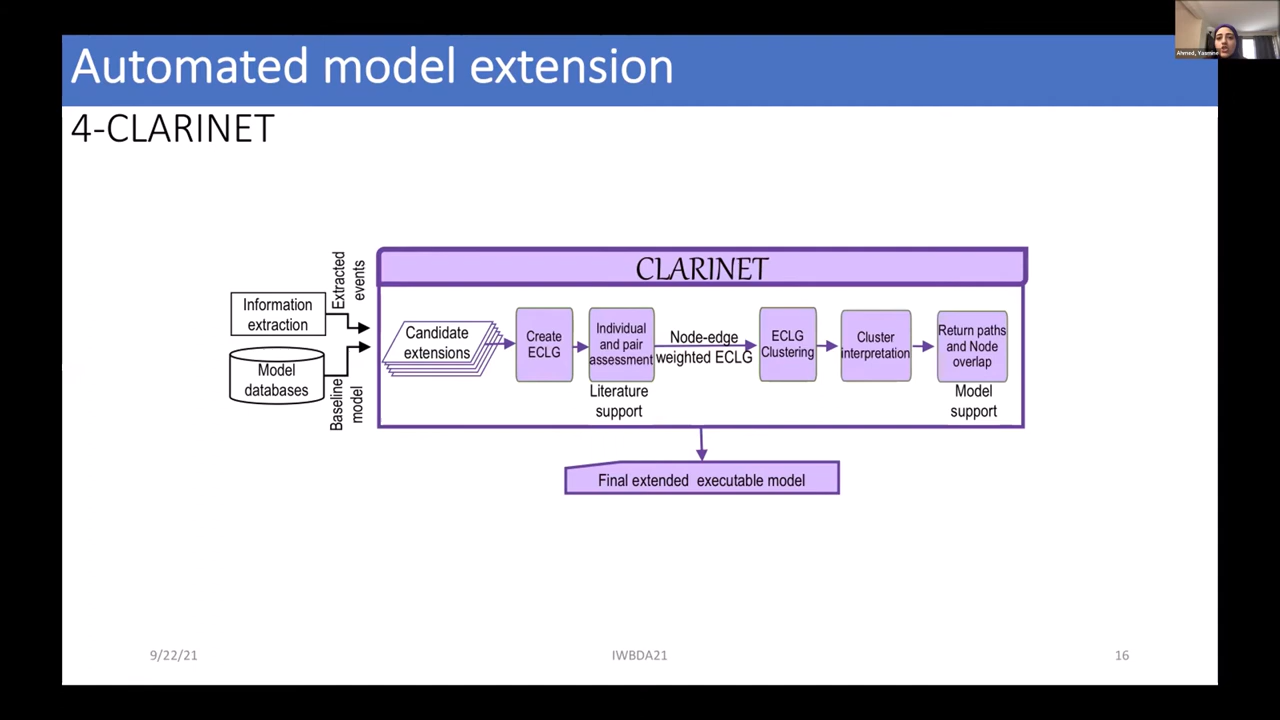 Automated model extension
Ahmed, Yasmine
4-CLARINET
CLARINET
Extracted
events
Information
extraction
Model
databases
Baseline
model
Candidate
extensions
Create
ECLG
Individual
and pair
assessment
Literature
support
Node-edge
weighted ECLG
ECLG
Clustering
Cluster
interpretation
Return paths
and Node
overlap
Model
support
Final extended executable model
9/22/21
IWBDA21
16